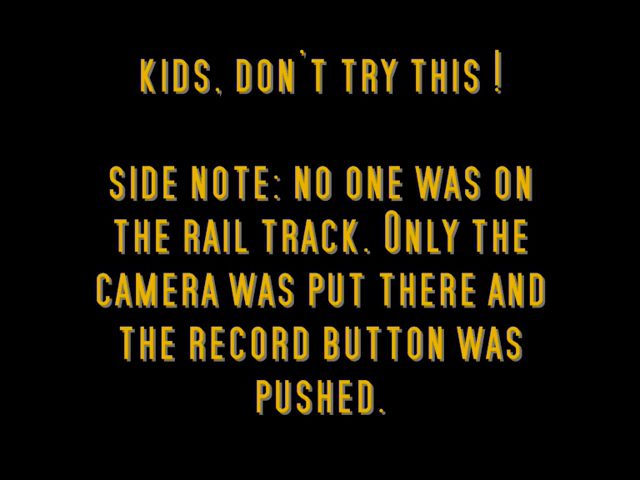 KIDS, DON'T TRY THIS !
SIDE NOTE: NO ONE WAS ON
THE RAIL TRACK. ONLY THE
CAMERA WAS PUT THERE AND
THE RECORD BUTTON WAS
PUSHED.